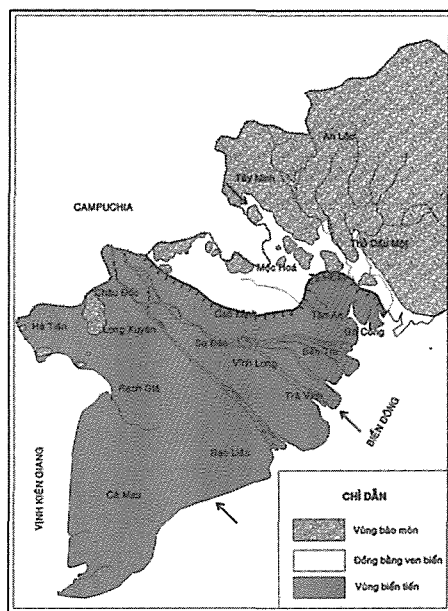 An Lộc
Tây Ninh
CAMPUCHIA
Thủ Dầu Một
Mộc Hoá
Châu Đốc
Cao Lãnh
Tân An
Gò Công
Hà Tiên
Long Xuyên
Sa Đéc
Bến Tre
Vĩnh Long
Rạch Giá
Trà Vinh
BIỂN ĐÔNG
Bạc Liêu
VỊNH KIÊN GIANG
Cà Mau
CHỈ DẪN
Vùng bào mòn
Đồng bằng ven biển
Vùng biển tiến